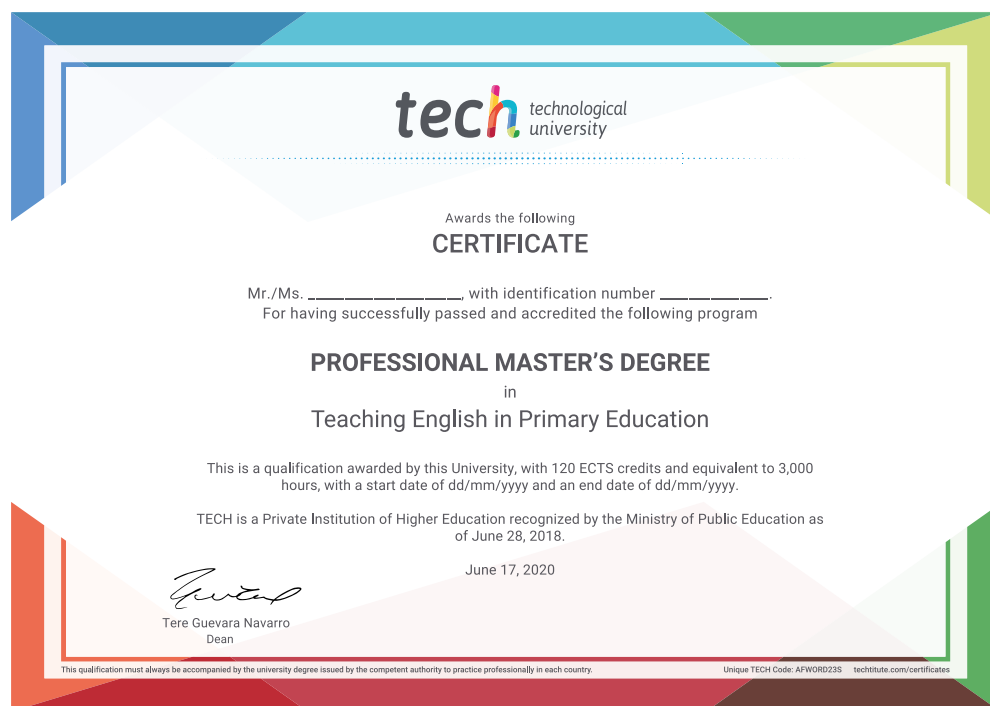 tech technological
university
Awards the following
CERTIFICATE
Mr./Ms. ____________________, with identification number ______________.
For having successfully passed and accredited the following program
PROFESSIONAL MASTER’S DEGREE
in
Teaching English in Primary Education
This is a qualification awarded by this University, with 120 ECTS credits and equivalent to 3,000
hours, with a start date of dd/mm/yyyy and an end date of dd/mm/yyyy.
TECH is a Private Institution of Higher Education recognized by the Ministry of Public Education as
of June 28, 2018.
June 17, 2020
Tere Guevara Navarro
Dean
This qualification must always be accompanied by the university degree issued by the competent authority to practice professionally in each country.
Unique TECH Code: AFWORD23S techtitute.com/certificates